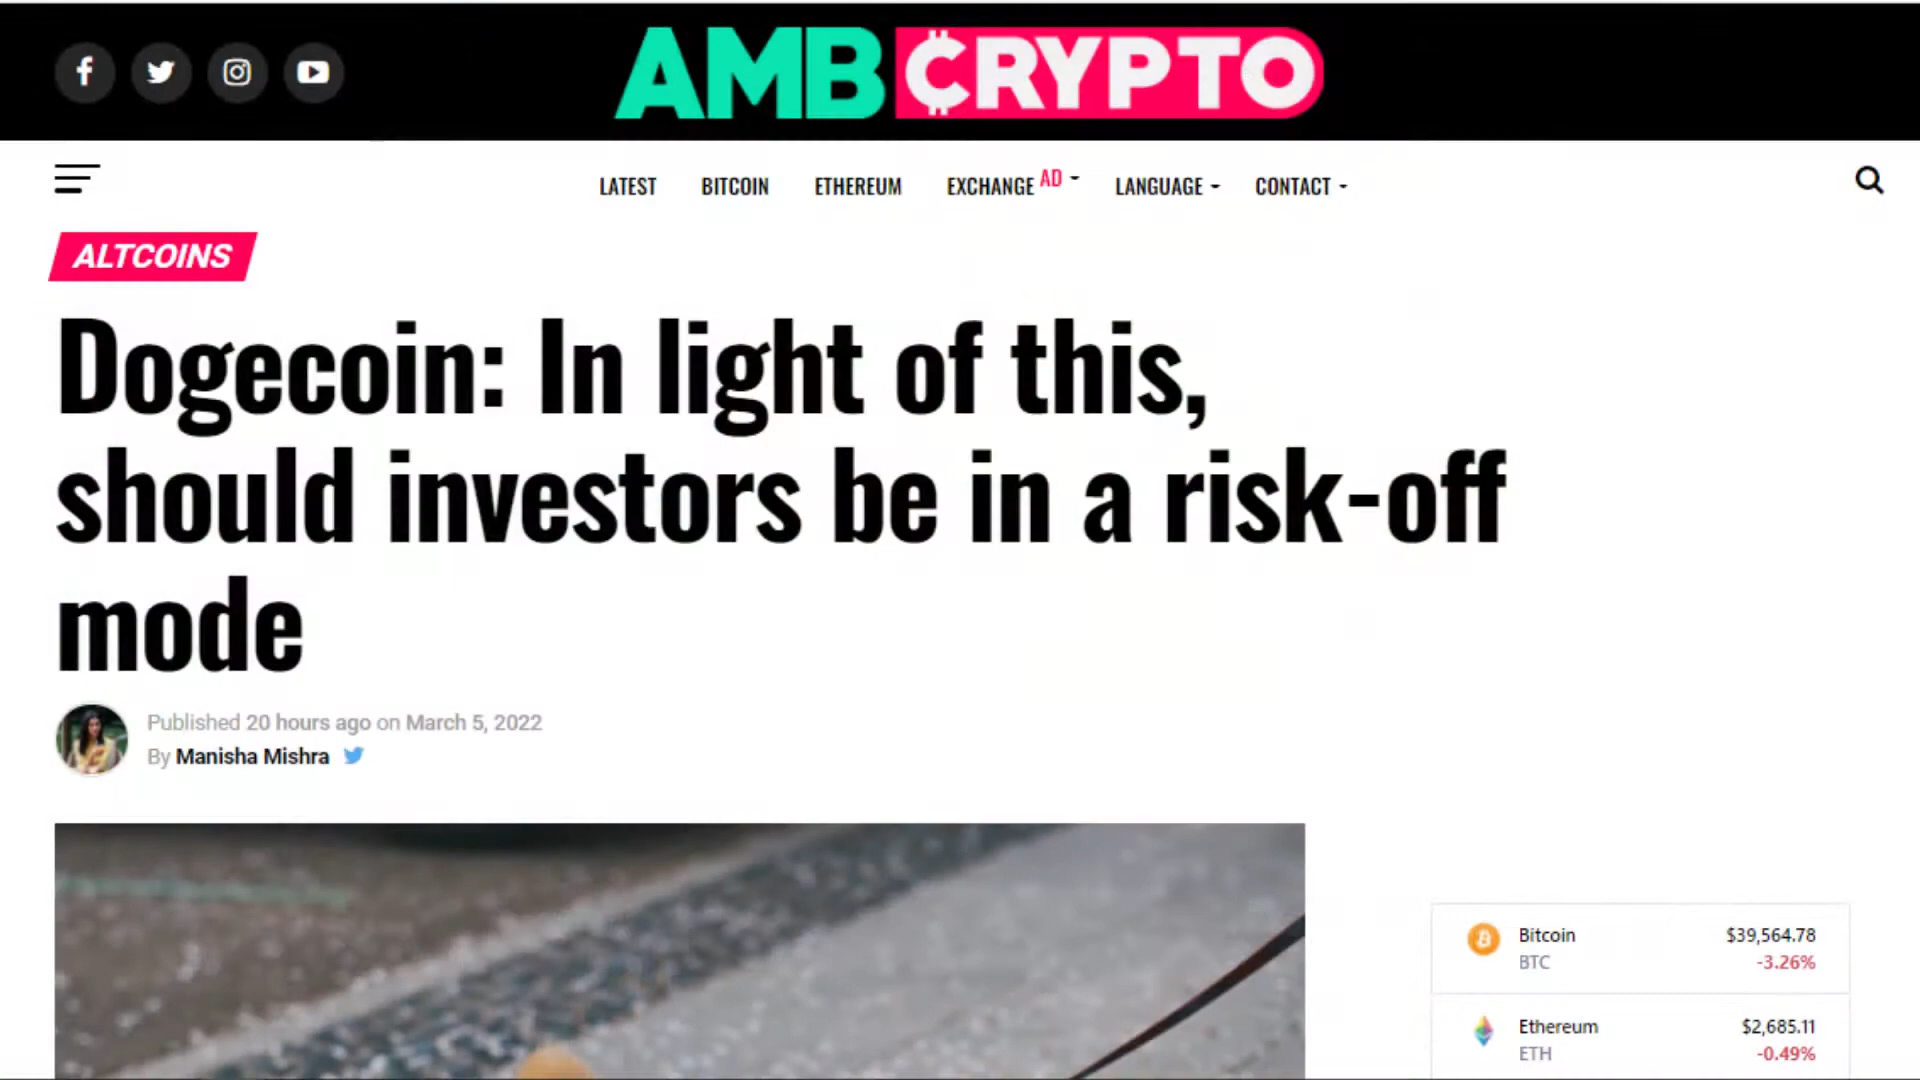 AMBCRYPTO
LATEST BITCOIN ETHEREUM EXCHANGE AD LANGUAGE CONTACT
ALTCOINS
Dogecoin: In light of this,
should investors be in a risk-off
mode
Published 20 hours ago on March 5, 2022
By Manisha Mishra
Bitcoin $39,564.78
BTC -3.26%
Ethereum $2,685.11
ETH -0.49%